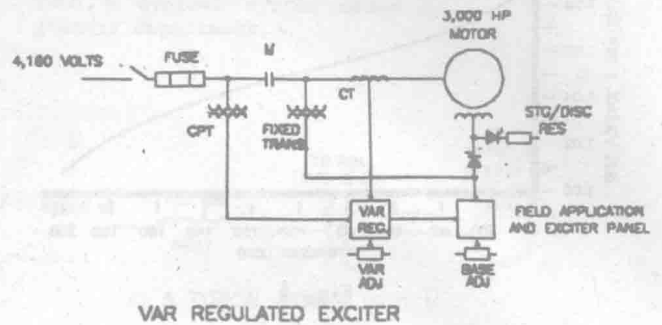 3,000 HP
MOTOR
4,160 VOLTS
FUSE
M
CT
CPT
FIXED
TRANS.
STG/DISC
RES
VAR
REG.
FIELD APPLICATION
AND EXCITER PANEL
VAR
ADJ
BASE
ADJ
VAR REGULATED EXCITER